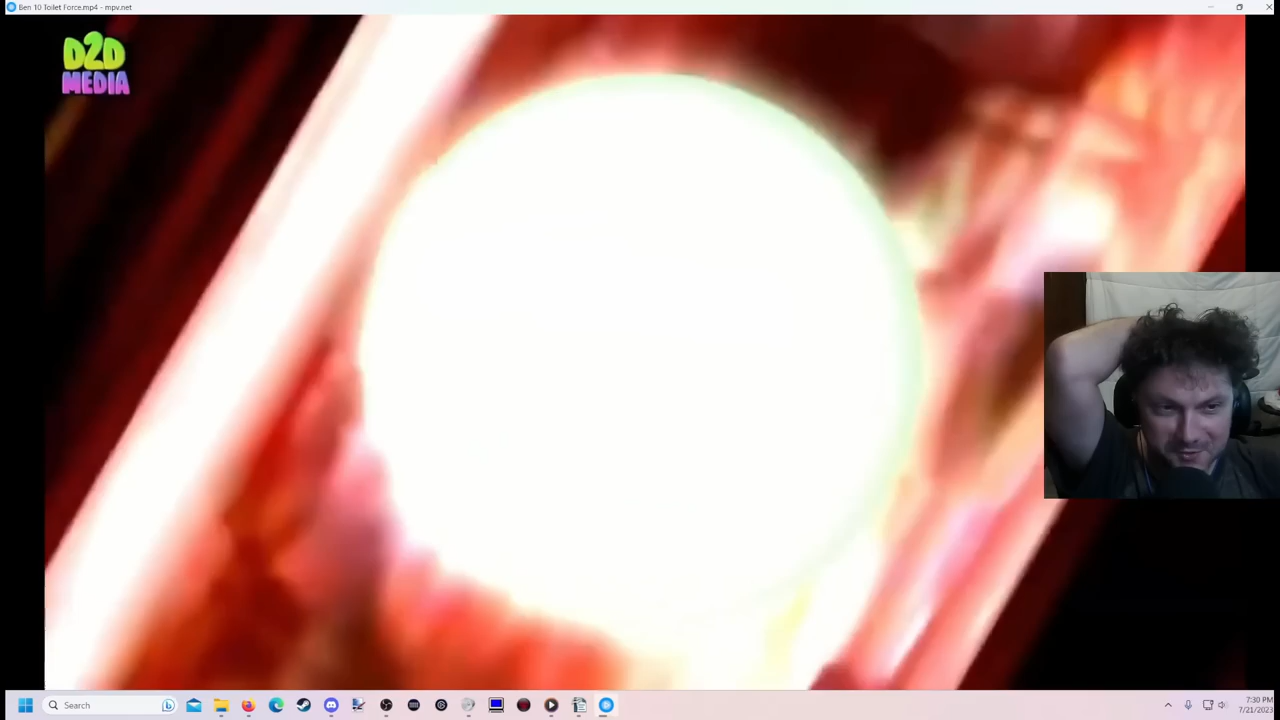 Ben 10 Toilet Force.mp4 - mpv.net
D2D
MEDIA
Search
7:30 PM
7/21/2023